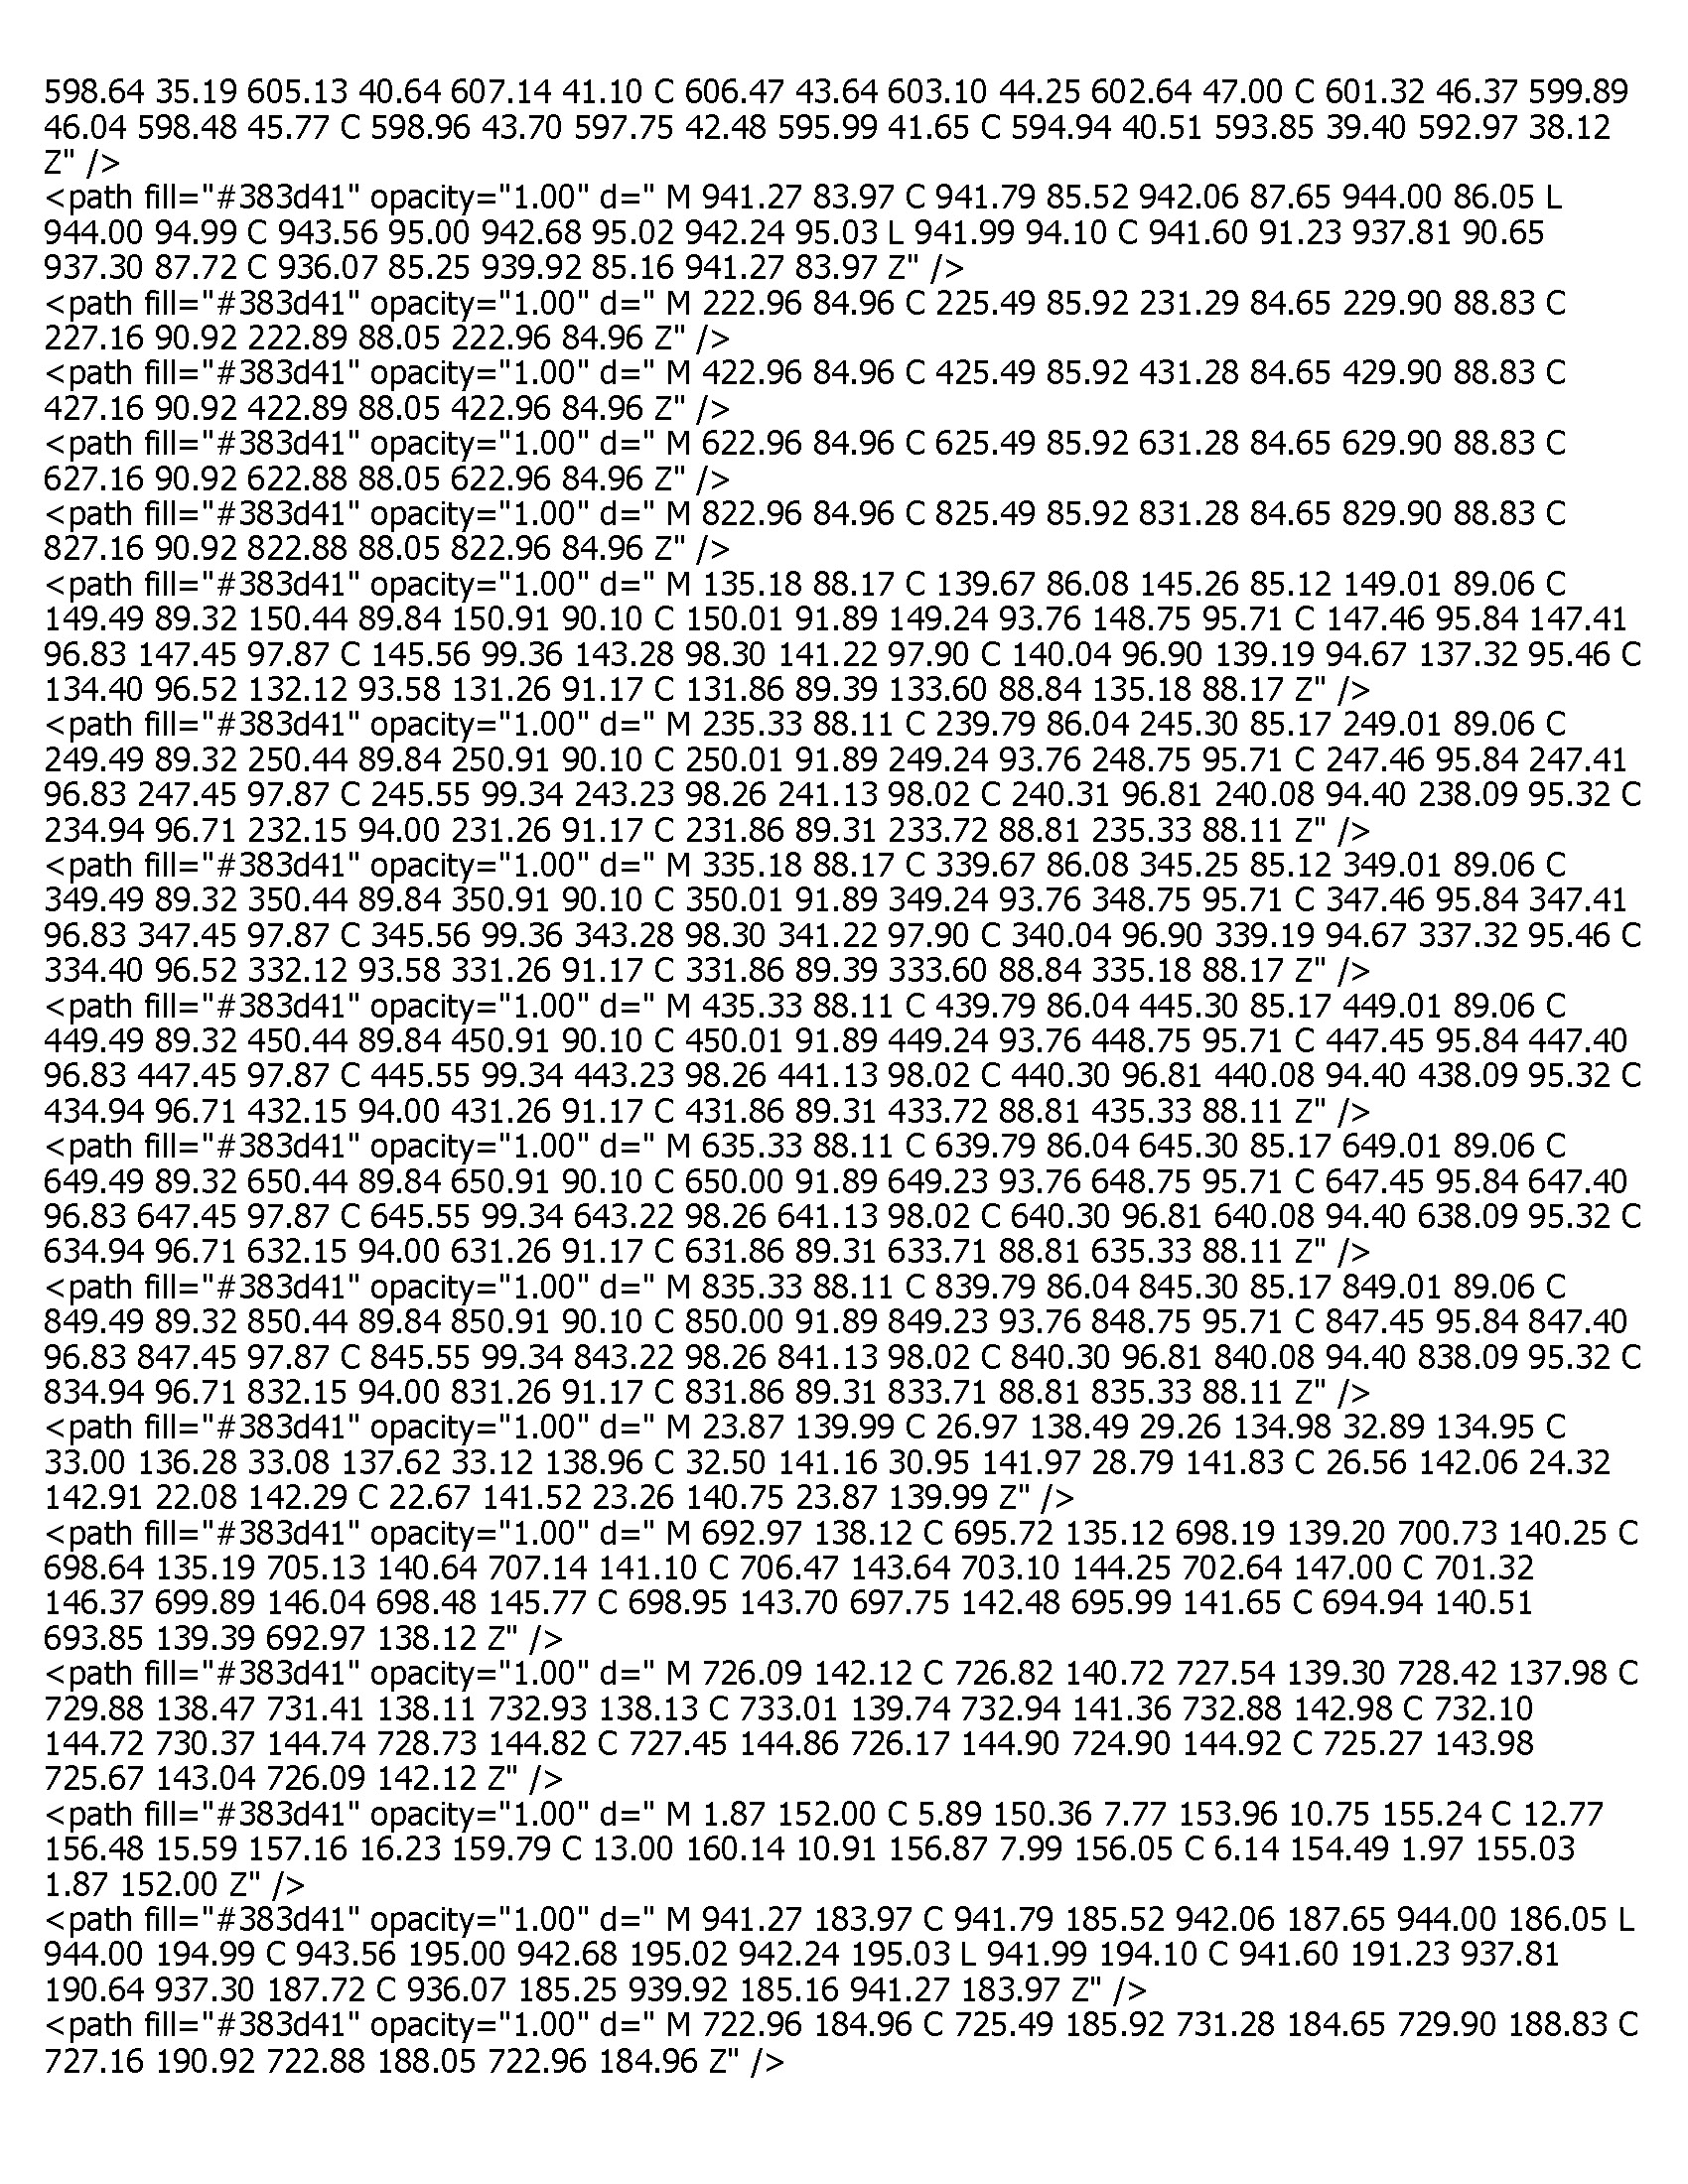 598.64 35.19 605.13 40.64 607.14 41.10 C 606.47 43.64 603.10 44.25 602.64 47.00 C 601.32 46.37 599.89
46.04 598.48 45.77 C 598.96 43.70 597.75 42.48 595.99 41.65 C 594.94 40.51 593.85 39.40 592.97 38.12
Z" />
<path fill="#383d41" opacity="1.00" d=" M 941.27 83.97 C 941.79 85.52 942.06 87.65 944.00 86.05 L
944.00 94.99 C 943.56 95.00 942.68 95.02 942.24 95.03 L 941.99 94.10 C 941.60 91.23 937.81 90.65
937.30 87.72 C 936.07 85.25 939.92 85.16 941.27 83.97 Z" />
<path fill="#383d41" opacity="1.00" d=" M 222.96 84.96 C 225.49 85.92 231.29 84.65 229.90 88.83 C
227.16 90.92 222.89 88.05 222.96 84.96 Z" />
<path fill="#383d41" opacity="1.00" d=" M 422.96 84.96 C 425.49 85.92 431.28 84.65 429.90 88.83 C
427.16 90.92 422.89 88.05 422.96 84.96 Z" />
<path fill="#383d41" opacity="1.00" d=" M 622.96 84.96 C 625.49 85.92 631.28 84.65 629.90 88.83 C
627.16 90.92 622.88 88.05 622.96 84.96 Z" />
<path fill="#383d41" opacity="1.00" d=" M 822.96 84.96 C 825.49 85.92 831.28 84.65 829.90 88.83 C
827.16 90.92 822.88 88.05 822.96 84.96 Z" />
<path fill="#383d41" opacity="1.00" d=" M 135.18 88.17 C 139.67 86.08 145.26 85.12 149.01 89.06 C
149.49 89.32 150.44 89.84 150.91 90.10 C 150.01 91.89 149.24 93.76 148.75 95.71 C 147.46 95.84 147.41
96.83 147.45 97.87 C 145.56 99.36 143.28 98.30 141.22 97.90 C 140.04 96.90 139.19 94.67 137.32 95.46 C
134.40 96.52 132.12 93.58 131.26 91.17 C 131.86 89.39 133.60 88.84 135.18 88.17 Z" />
<path fill="#383d41" opacity="1.00" d=" M 235.33 88.11 C 239.79 86.04 245.30 85.17 249.01 89.06 C
249.49 89.32 250.44 89.84 250.91 90.10 C 250.01 91.89 249.24 93.76 248.75 95.71 C 247.46 95.84 247.41
96.83 247.45 97.87 C 245.55 99.34 243.23 98.26 241.13 98.02 C 240.31 96.81 240.08 94.40 238.09 95.32 C
234.94 96.71 232.15 94.00 231.26 91.17 C 231.86 89.31 233.72 88.81 235.33 88.11 Z" />
<path fill="#383d41" opacity="1.00" d=" M 335.18 88.17 C 339.67 86.08 345.25 85.12 349.01 89.06 C
349.49 89.32 350.44 89.84 350.91 90.10 C 350.01 91.89 349.24 93.76 348.75 95.71 C 347.46 95.84 347.41
96.83 347.45 97.87 C 345.56 99.36 343.28 98.30 341.22 97.90 C 340.04 96.90 339.19 94.67 337.32 95.46 C
334.40 96.52 332.12 93.58 331.26 91.17 C 331.86 89.39 333.60 88.84 335.18 88.17 Z" />
<path fill="#383d41" opacity="1.00" d=" M 435.33 88.11 C 439.79 86.04 445.30 85.17 449.01 89.06 C
449.49 89.32 450.44 89.84 450.91 90.10 C 450.01 91.89 449.24 93.76 448.75 95.71 C 447.45 95.84 447.40
96.83 447.45 97.87 C 445.55 99.34 443.23 98.26 441.13 98.02 C 440.30 96.81 440.08 94.40 438.09 95.32 C
434.94 96.71 432.15 94.00 431.26 91.17 C 431.86 89.31 433.72 88.81 435.33 88.11 Z" />
<path fill="#383d41" opacity="1.00" d=" M 635.33 88.11 C 639.79 86.04 645.30 85.17 649.01 89.06 C
649.49 89.32 650.44 89.84 650.91 90.10 C 650.00 91.89 649.23 93.76 648.75 95.71 C 647.45 95.84 647.40
96.83 647.45 97.87 C 645.55 99.34 643.22 98.26 641.13 98.02 C 640.30 96.81 640.08 94.40 638.09 95.32 C
634.94 96.71 632.15 94.00 631.26 91.17 C 631.86 89.31 633.71 88.81 635.33 88.11 Z" />
<path fill="#383d41" opacity="1.00" d=" M 835.33 88.11 C 839.79 86.04 845.30 85.17 849.01 89.06 C
849.49 89.32 850.44 89.84 850.91 90.10 C 850.00 91.89 849.23 93.76 848.75 95.71 C 847.45 95.84 847.40
96.83 847.45 97.87 C 845.55 99.34 843.22 98.26 841.13 98.02 C 840.30 96.81 840.08 94.40 838.09 95.32 C
834.94 96.71 832.15 94.00 831.26 91.17 C 831.86 89.31 833.71 88.81 835.33 88.11 Z" />
<path fill="#383d41" opacity="1.00" d=" M 23.87 139.99 C 26.97 138.49 29.26 134.98 32.89 134.95 C
33.00 136.28 33.08 137.62 33.12 138.96 C 32.50 141.16 30.95 141.97 28.79 141.83 C 26.56 142.06 24.32
142.91 22.08 142.29 C 22.67 141.52 23.26 140.75 23.87 139.99 Z" />
<path fill="#383d41" opacity="1.00" d=" M 692.97 138.12 C 695.72 135.12 698.19 139.20 700.73 140.25 C
698.64 135.19 705.13 140.64 707.14 141.10 C 706.47 143.64 703.10 144.25 702.64 147.00 C 701.32
146.37 699.89 146.04 698.48 145.77 C 698.95 143.70 697.75 142.48 695.99 141.65 C 694.94 140.51
693.85 139.39 692.97 138.12 Z" />
<path fill="#383d41" opacity="1.00" d=" M 726.09 142.12 C 726.82 140.72 727.54 139.30 728.42 137.98 C
729.88 138.47 731.41 138.11 732.93 138.13 C 733.01 139.74 732.94 141.36 732.88 142.98 C 732.10
144.72 730.37 144.74 728.73 144.82 C 727.45 144.86 726.17 144.90 724.90 144.92 C 725.27 143.98
725.67 143.04 726.09 142.12 Z" />
<path fill="#383d41" opacity="1.00" d=" M 1.87 152.00 C 5.89 150.36 7.77 153.96 10.75 155.24 C 12.77
156.48 15.59 157.16 16.23 159.79 C 13.00 160.14 10.91 156.87 7.99 156.05 C 6.14 154.49 1.97 155.03
1.87 152.00 Z" />
<path fill="#383d41" opacity="1.00" d=" M 941.27 183.97 C 941.79 185.52 942.06 187.65 944.00 186.05 L
944.00 194.99 C 943.56 195.00 942.68 195.02 942.24 195.03 L 941.99 194.10 C 941.60 191.23 937.81
190.64 937.30 187.72 C 936.07 185.25 939.92 185.16 941.27 183.97 Z" />
<path fill="#383d41" opacity="1.00" d=" M 722.96 184.96 C 725.49 185.92 731.28 184.65 729.90 188.83 C
727.16 190.92 722.88 188.05 722.96 184.96 Z" />